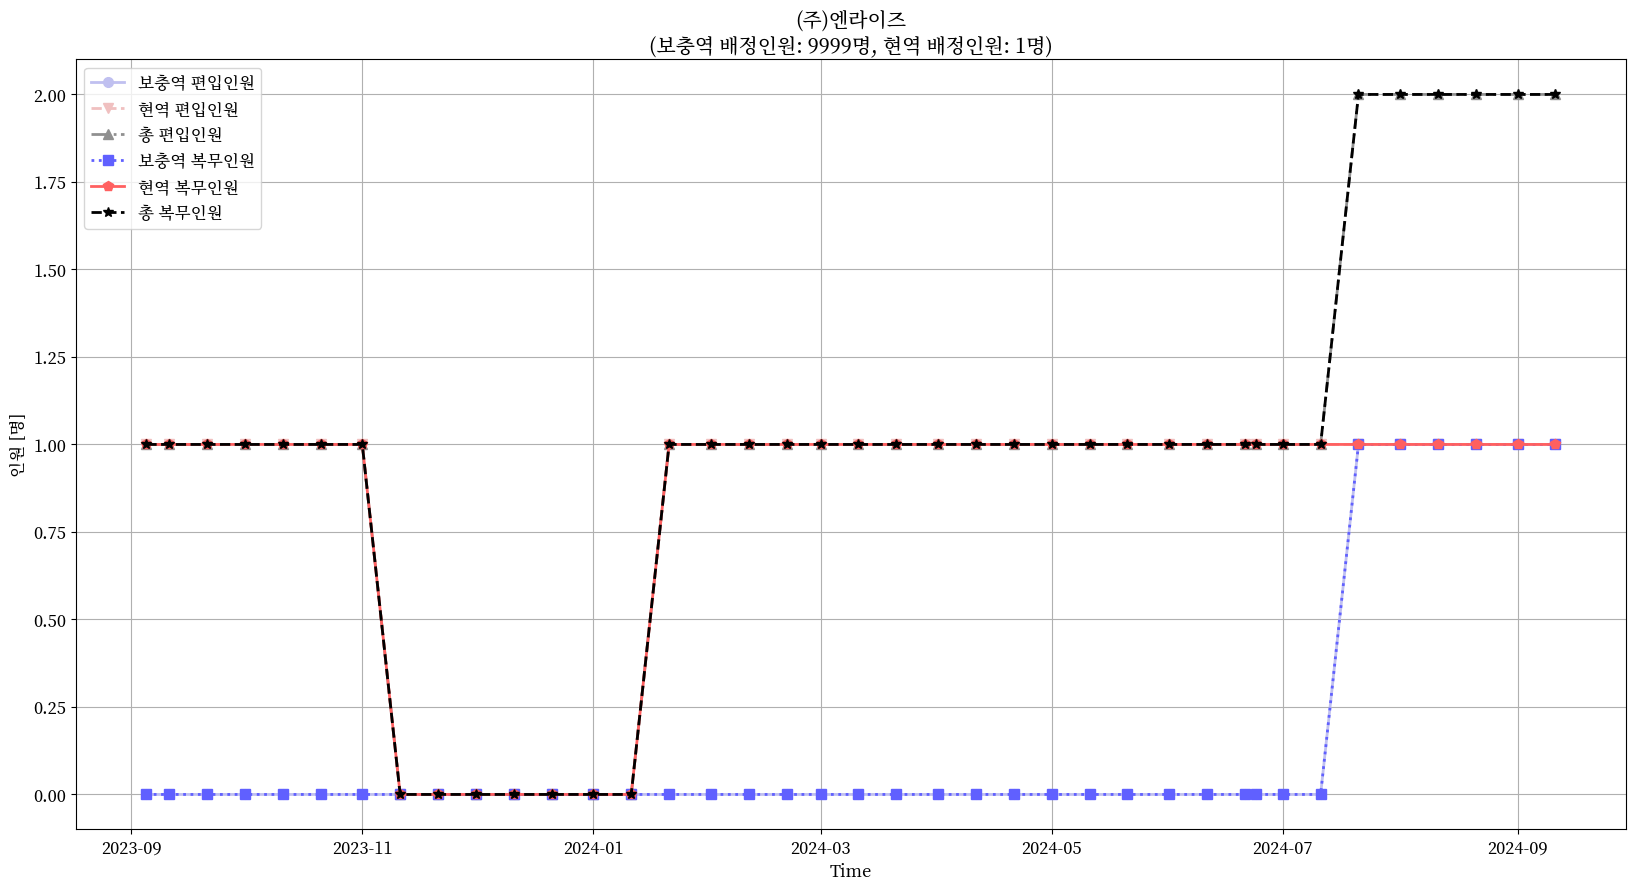 (주)엔라이즈
(보충역 배정인원: 9999명, 현역 배정인원: 1명)
보충역 편입인원
현역 편입인원
총 편입인원
보충역 복무인원
현역 복무인원
총 복무인원
2.00
1.75
1.50
1.25
1.00
0.75
0.50
0.25
0.00
인원 [명]
2023-09
2023-11
2024-01
2024-03
2024-05
2024-07
2024-09
Time